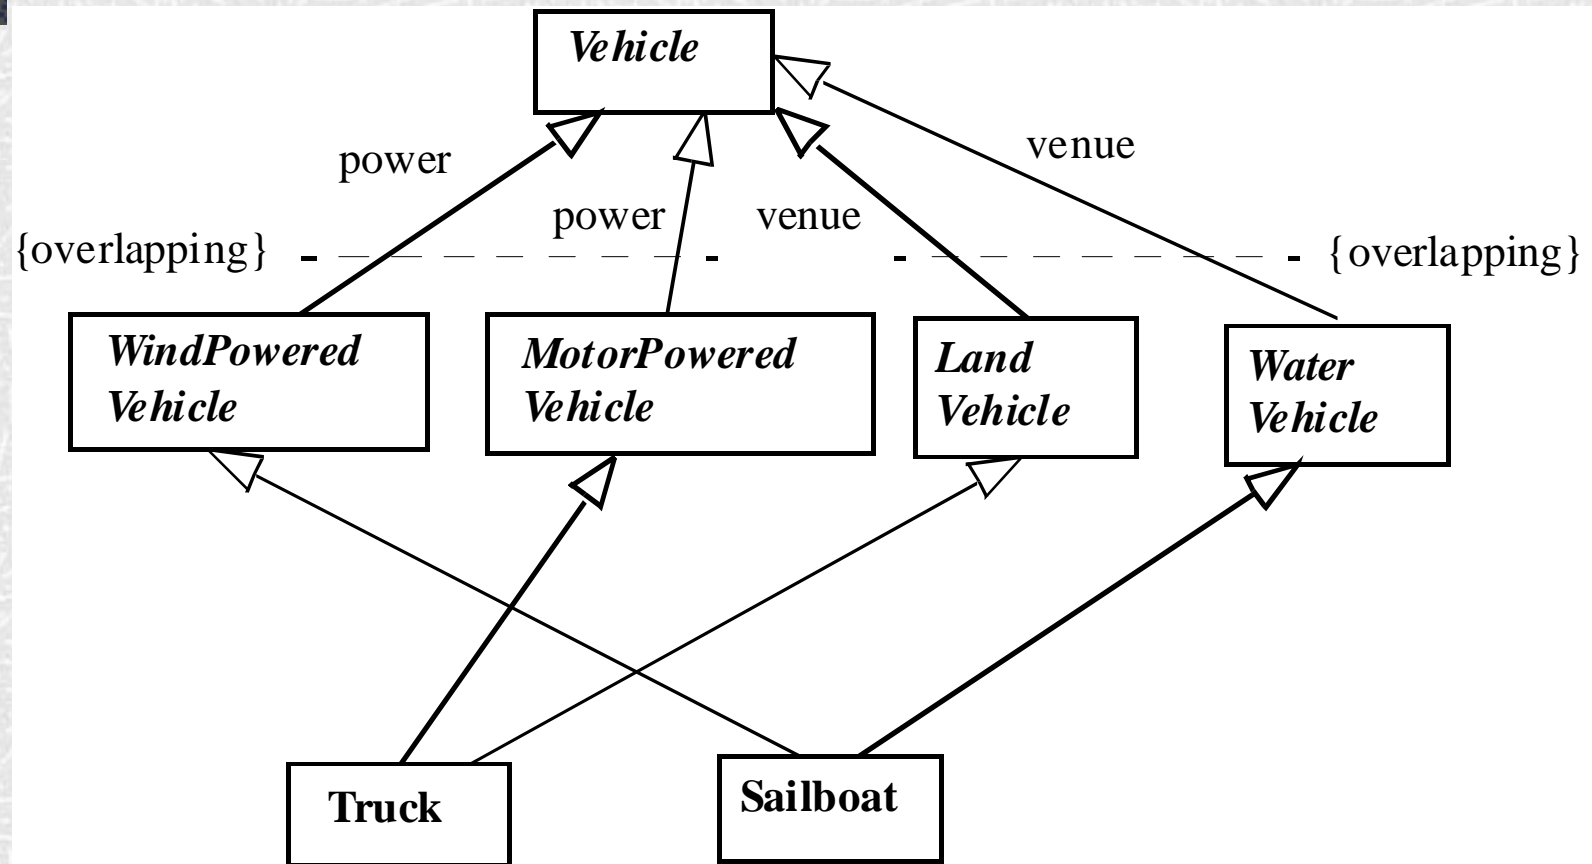 Vehicle
venue
power
power
venue
{overlapping}
{overlapping}
WindPowered
Vehicle
MotorPowered
Vehicle
Land
Vehicle
Water
Vehicle
Truck
Sailboat